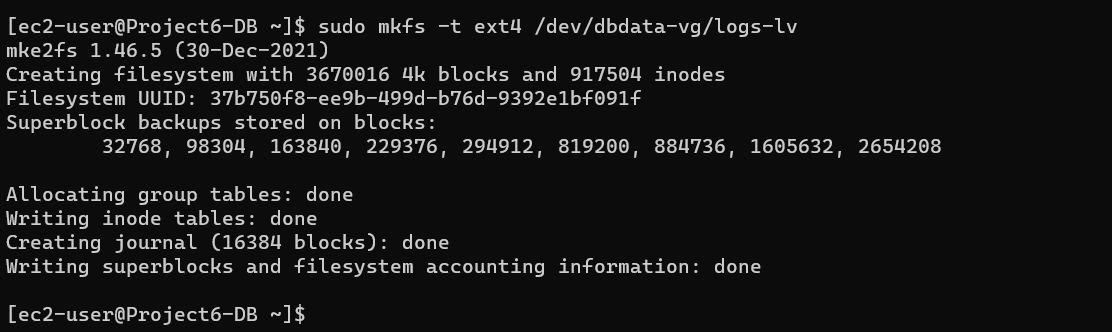 [ec2-user@Project6-DB ~]$ sudo mkfs -t ext4 /dev/dbdata-vg/logs-lv
mke2fs 1.46.5 (30-Dec-2021)
Creating filesystem with 3670016 4k blocks and 917504 inodes
Filesystem UUID: 37b750f8-ee9b-499d-b76d-9392e1bf091f
Superblock backups stored on blocks:
        32768, 98304, 163840, 229376, 294912, 819200, 884736, 1605632, 2654208

Allocating group tables: done
Writing inode tables: done
Creating journal (16384 blocks): done
Writing superblocks and filesystem accounting information: done

[ec2-user@Project6-DB ~]$